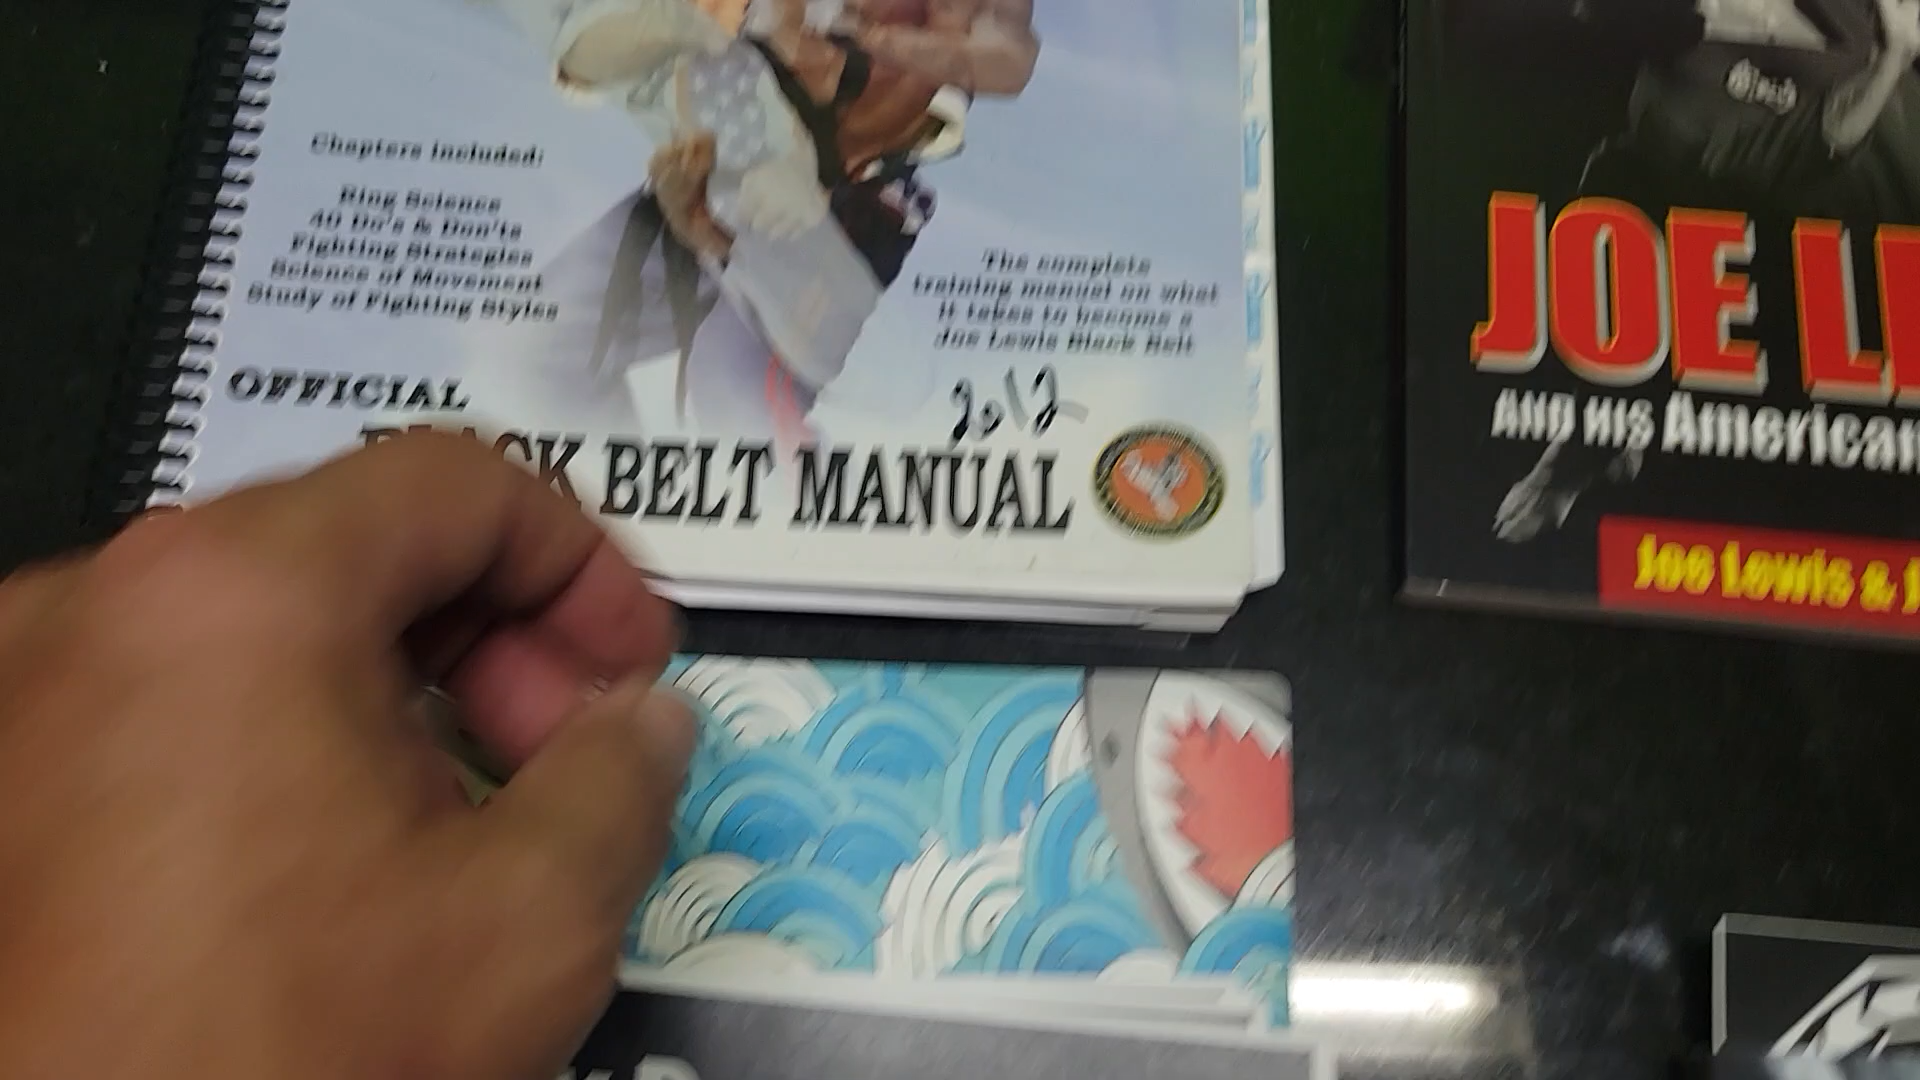 Chapters included:
Ring Science
40 Do's & Don'ts
Fighting Strategies
Science of Movement
Study of Fighting Styles
The complete
training manual on what
it takes to become a
Joe Lewis Black Belt
OFFICIAL
2012
BELT MANUAL
JOE
AND HIS American
Joe Lewis &